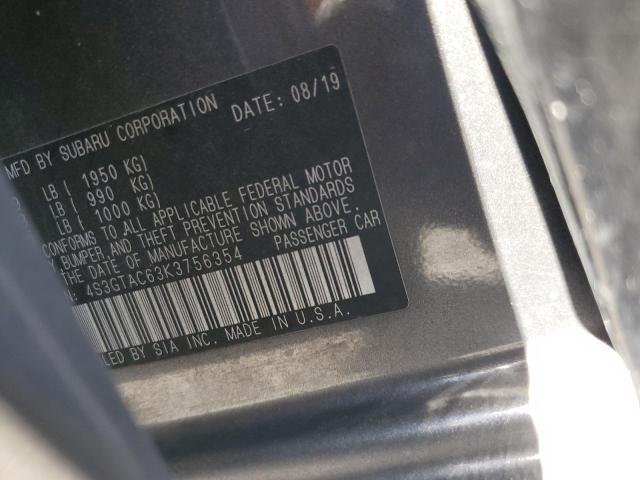 MFD BY SUBARU CORPORATION DATE: 08/19
LB ( 1950 KG)
LB ( 990 KG)
LB ( 1000 KG)
CONFORMS TO ALL APPLICABLE FEDERAL MOTOR
BUMPER, AND THEFT PREVENTION STANDARDS
THE DATE OF MANUFACTURE SHOWN ABOVE.
4S3GTAC63K3756354 PASSENGER CAR
BY SIA INC. MADE IN U.S.A.